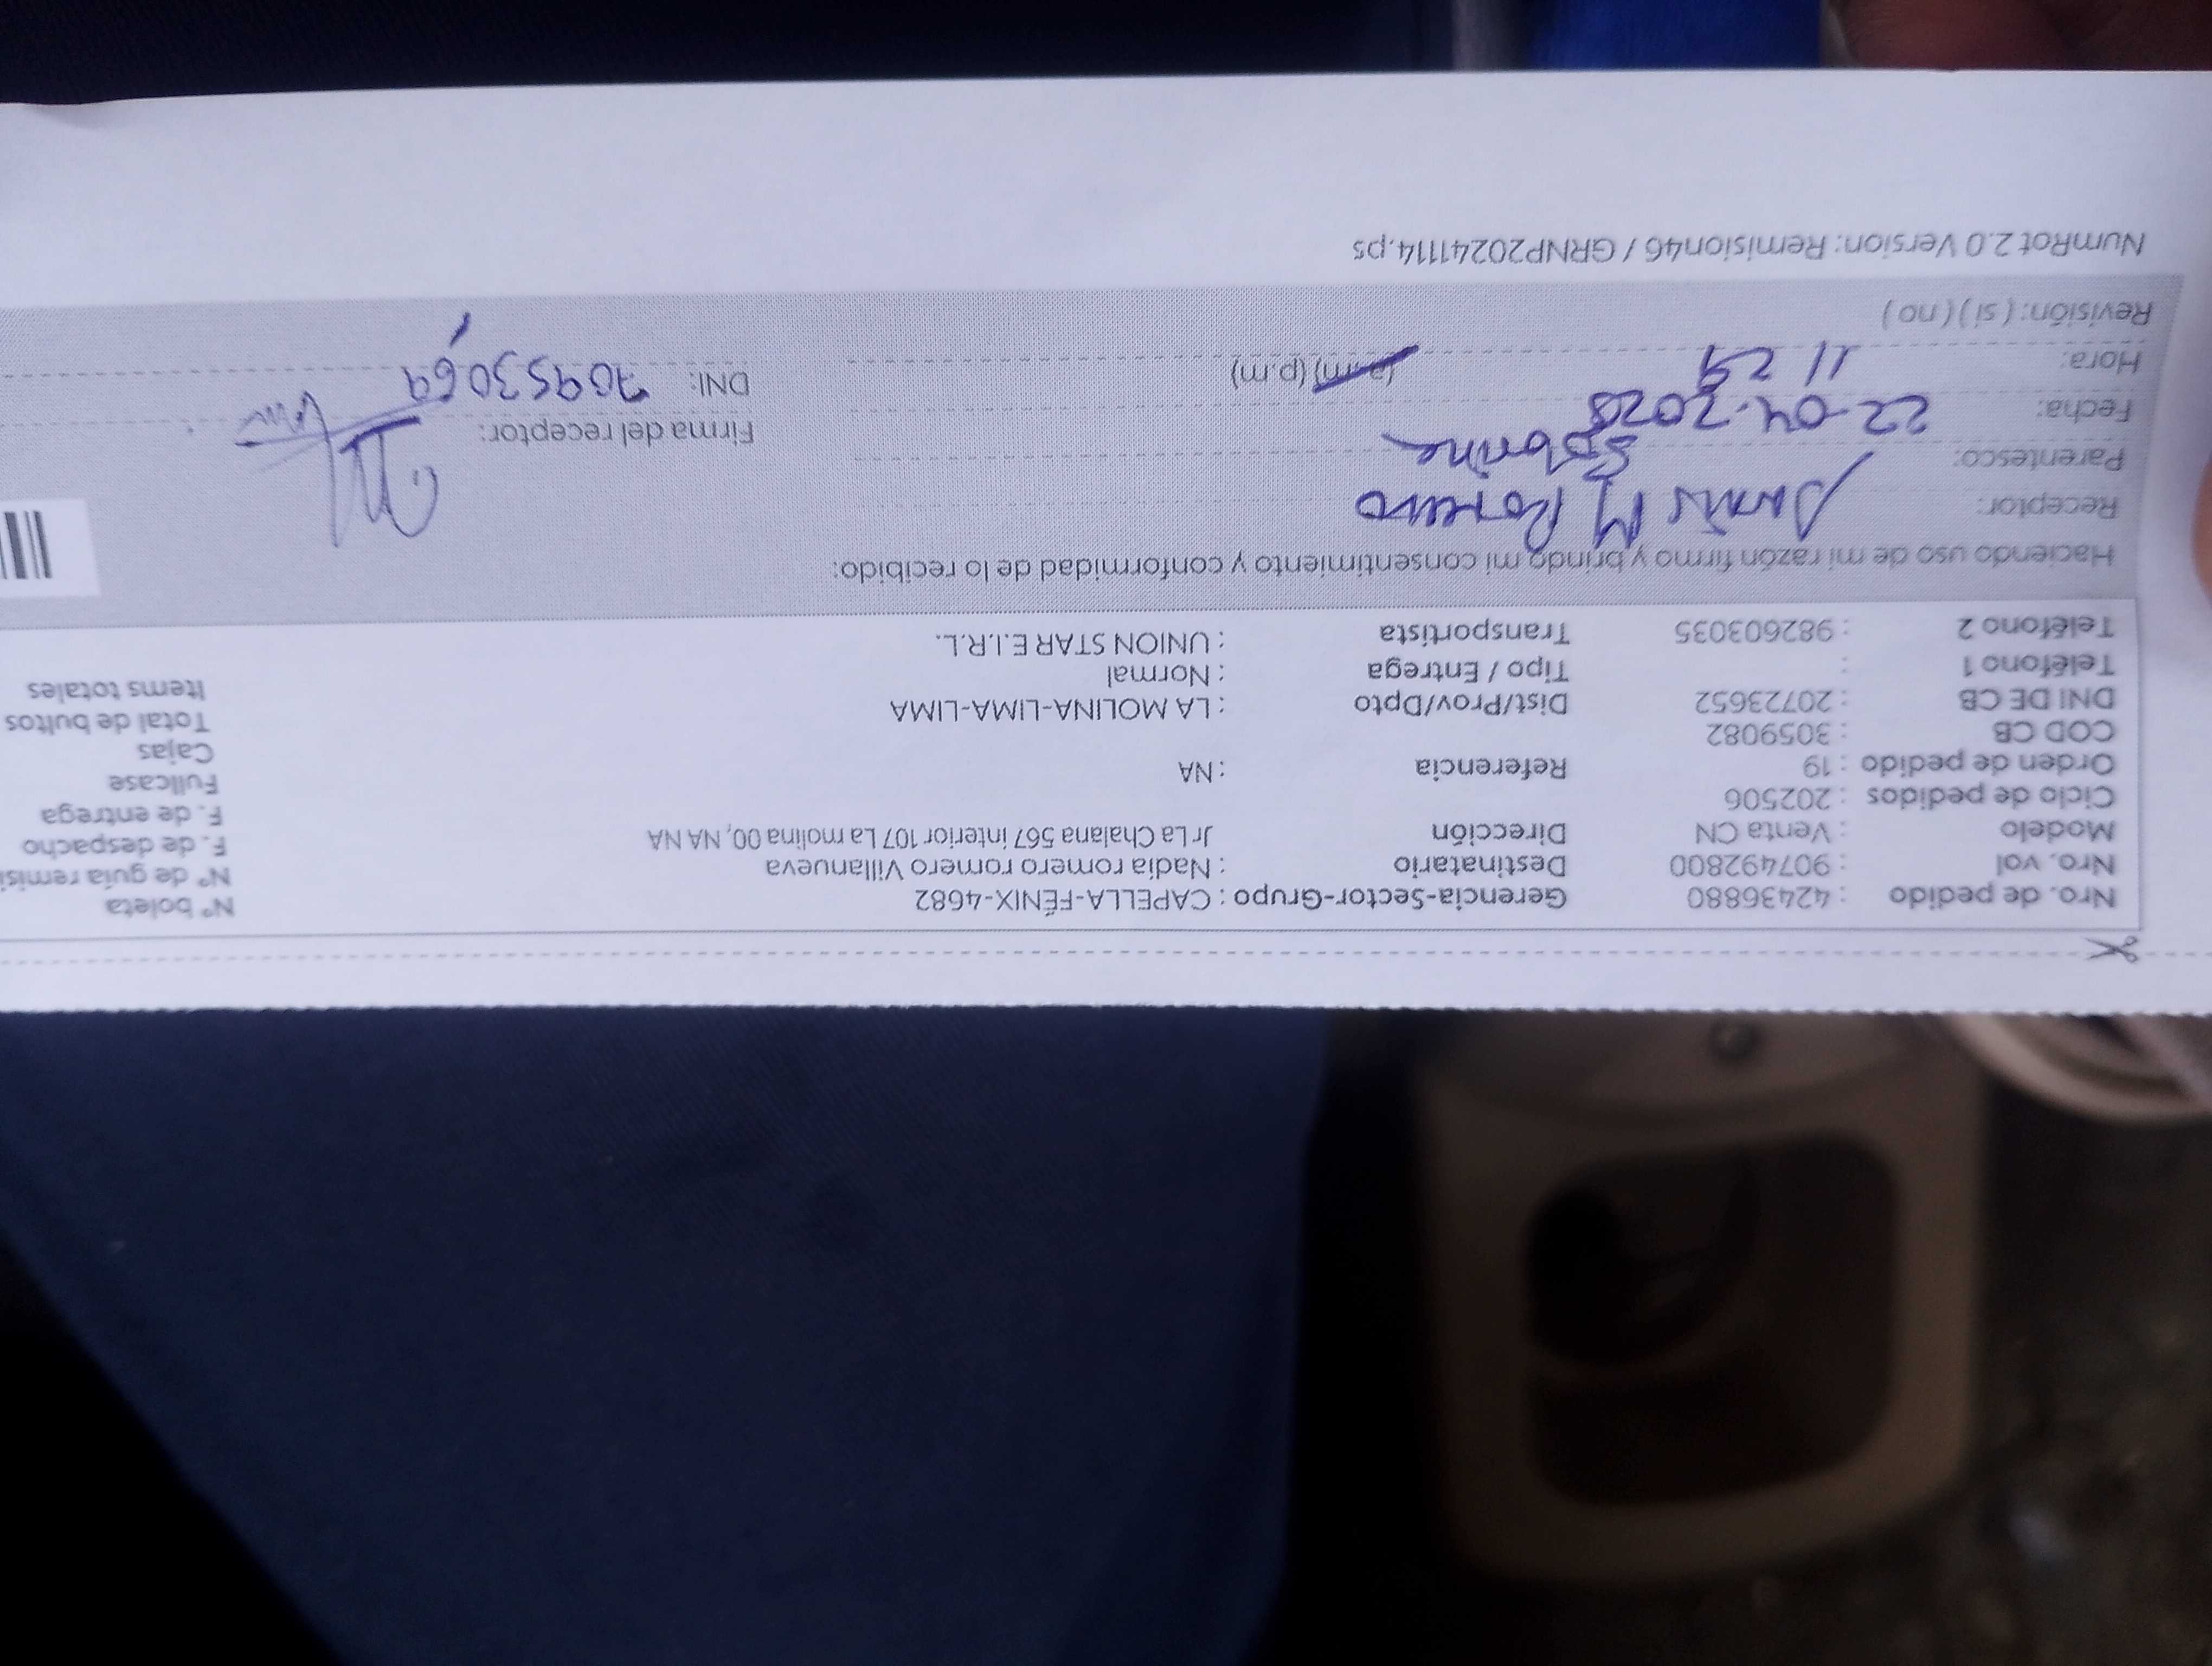 Nro. de pedido : 42436880 Gerencia-Sector-Grupo : CAPELLA-FÉNIX-4682 N° boleta
Nro. vol : 907492800 Destinatario : Nadia romero romero Villanueva N° de guía remisi
Modelo : Venta CN Dirección Jr La Chalana 567 interior 107 La molina 00, NA NA F. de despacho
Ciclo de pedidos : 202506 F. de entrega
Orden de pedido : 19 Referencia : NA Fullcase
COD CB : 3059082 Cajas
DNI DE CB : 20723652 Dist/Prov/Dpto : LA MOLINA-LIMA-LIMA Total de bultos
Teléfono 1 : Tipo / Entrega : Normal Items totales
Teléfono 2 : 982603035 Transportista : UNION STAR E.I.R.L.
Haciendo uso de mi razón firmo y brindo mi consentimiento y conformidad de lo recibido:
Receptor: M Romero
Parentesco: Sobrina Firma del receptor:
Fecha: 22-04-2025
Hora: 11 29 (a.m) (p.m) DNI: 70953069
Revisión: ( si ) ( no )
NumRot 2.0 Version: Remision46 / GRNP20241114.ps